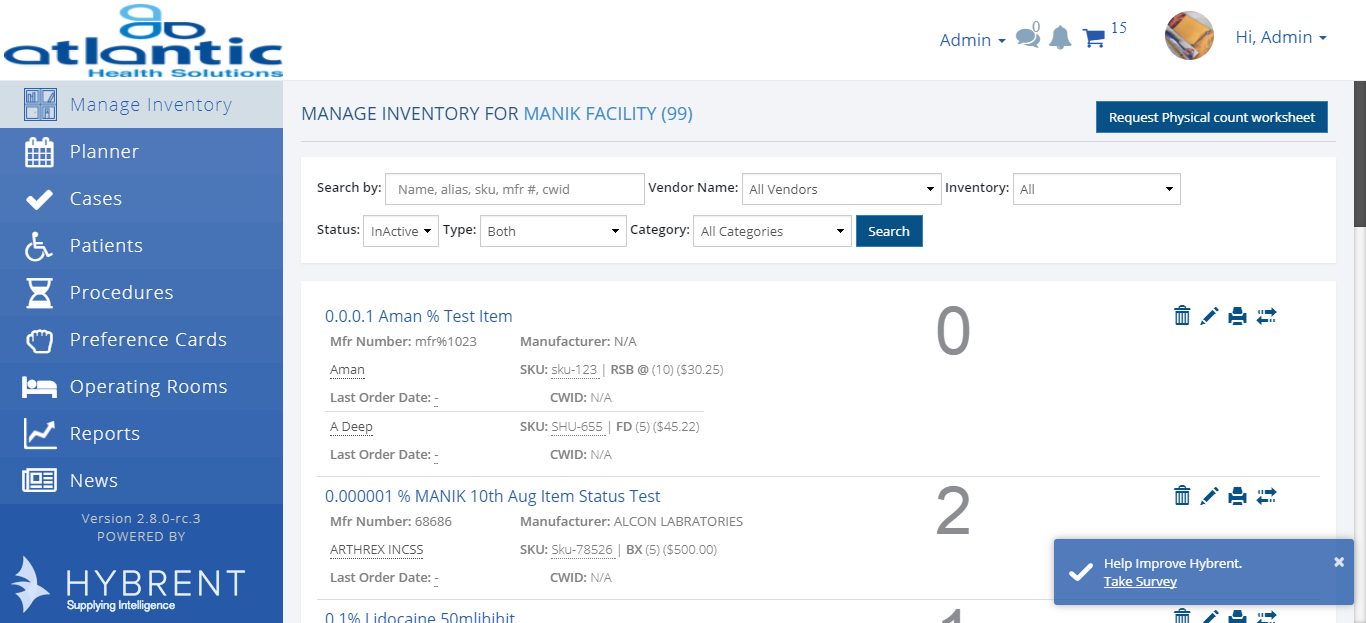 atlantic
Health Solutions
Admin
0
15
Hi, Admin
Manage Inventory
Planner
Cases
Patients
Procedures
Preference Cards
Operating Rooms
Reports
News
Version 2.8.0-rc.3
POWERED BY
HYBRENT
Supplying Intelligence
MANAGE INVENTORY FOR MANIK FACILITY (99)
Request Physical count worksheet
Search by: Name, alias, sku, mfr #, cwid Vendor Name: All Vendors Inventory: All
Status: InActive Type: Both Category: All Categories Search
0.0.0.1 Aman % Test Item
0
Mfr Number: mfr%1023 Manufacturer: N/A
Aman SKU: sku-123 | RSB @ (10) ($30.25)
Last Order Date: - CWID: N/A
A Deep SKU: SHU-655 | FD (5) ($45.22)
Last Order Date: - CWID: N/A
0.000001 % MANIK 10th Aug Item Status Test
2
Mfr Number: 68686 Manufacturer: ALCON LABRATORIES
ARTHREX INCSS SKU: Sku-78526 | BX (5) ($500.00)
Last Order Date: - CWID: N/A
0.1% Lidocaine 50mlihibit
Help Improve Hybrent.
Take Survey